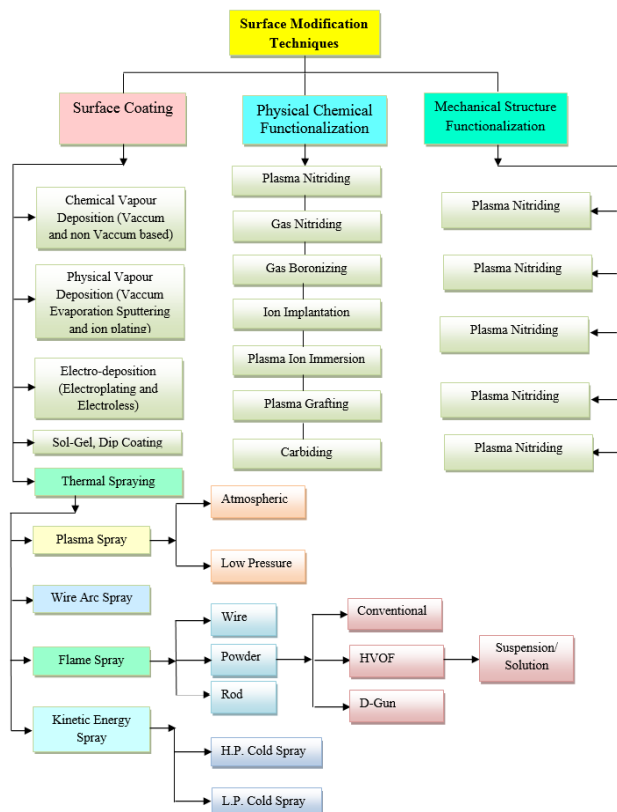 Surface Modification
Techniques
Surface Coating
Physical Chemical
Functionalization
Mechanical Structure
Functionalization
Chemical Vapour
Deposition (Vaccum
and non Vaccum based)
Physical Vapour
Deposition (Vaccum
Evaporation Sputtering
and ion plating)
Electro-deposition
(Electroplating and
Electroless)
Sol-Gel, Dip Coating
Thermal Spraying
Plasma Nitriding
Gas Nitriding
Gas Boronizing
Ion Implantation
Plasma Ion Immersion
Plasma Grafting
Carbiding
Plasma Nitriding
Plasma Nitriding
Plasma Nitriding
Plasma Nitriding
Plasma Nitriding
Plasma Spray
Atmospheric
Low Pressure
Wire Arc Spray
Flame Spray
Wire
Powder
Rod
Conventional
HVOF
D-Gun
Suspension/
Solution
Kinetic Energy
Spray
H.P. Cold Spray
L.P. Cold Spray